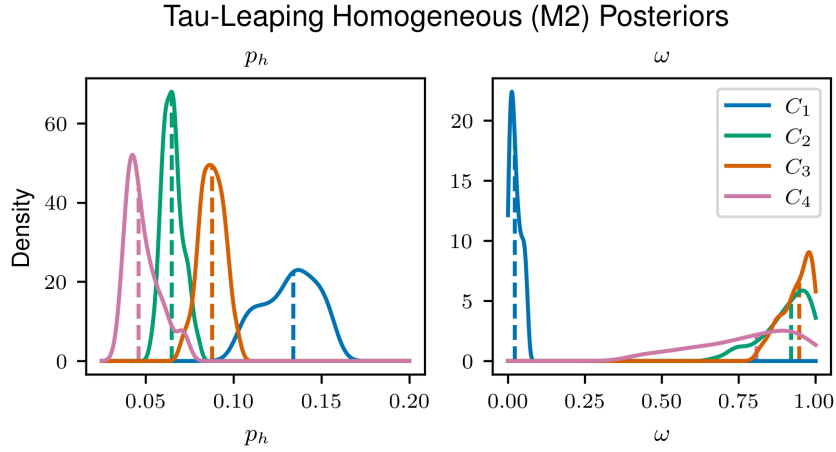 Tau-Leaping Homogeneous (M2) Posteriors
p_h
ω
Density
60
40
20
0
0.05
0.10
0.15
0.20
p_h
20
15
10
5
0
C_1
C_2
C_3
C_4
0.00
0.25
0.50
0.75
1.00
ω